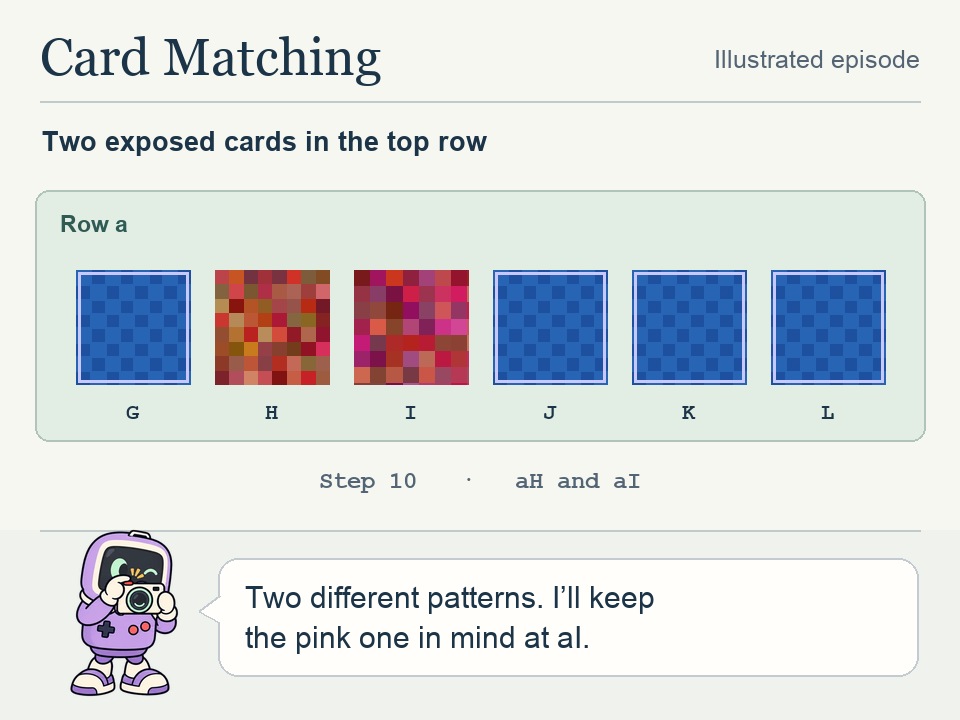 Card Matching
Illustrated episode
Two exposed cards in the top row
Row a
G H I J K L
Step 10 · aH and aI
Two different patterns. I’ll keep
the pink one in mind at aI.